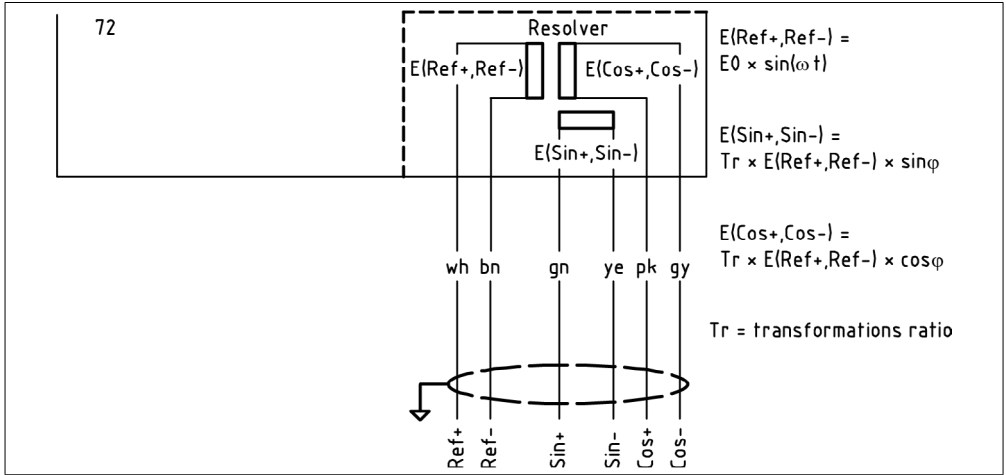 72
Resolver
E(Ref+,Ref-)
E(Cos+,Cos-)
E(Sin+,Sin-)
E(Ref+,Ref-) =
E0 × sin(ω t)
E(Sin+,Sin-) =
Tr × E(Ref+,Ref-) × sinφ
E(Cos+,Cos-) =
Tr × E(Ref+,Ref-) × cosφ
Tr = transformations ratio
wh bn gn ye pk gy
Ref+
Ref-
Sin+
Sin-
Cos+
Cos-